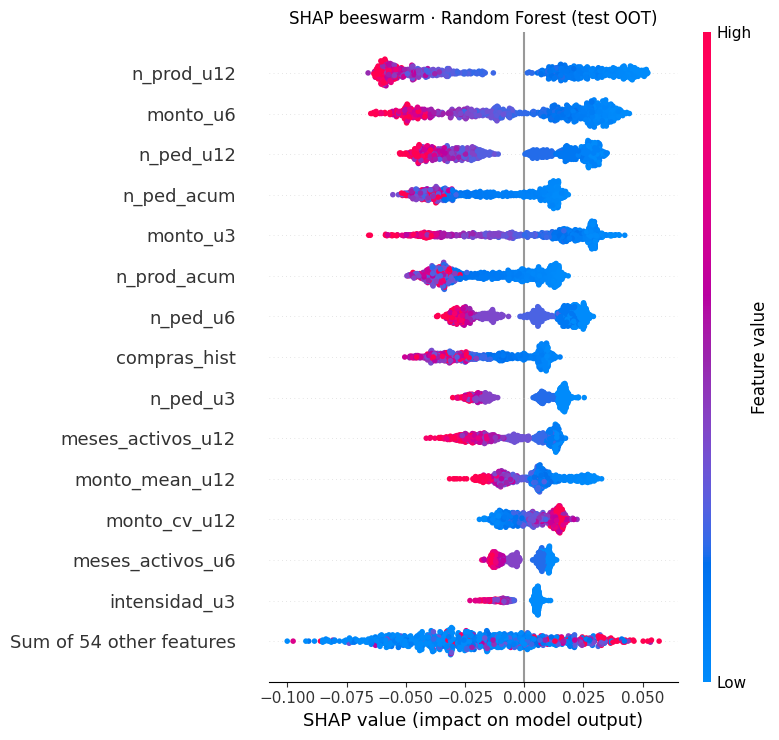 SHAP beeswarm · Random Forest (test OOT)
High
n_prod_u12
monto_u6
n_ped_u12
n_ped_acum
monto_u3
n_prod_acum
n_ped_u6
compras_hist
n_ped_u3
meses_activos_u12
monto_mean_u12
monto_cv_u12
meses_activos_u6
intensidad_u3
Sum of 54 other features
Feature value
Low
−0.100 −0.075 −0.050 −0.025 0.000 0.025 0.050
SHAP value (impact on model output)